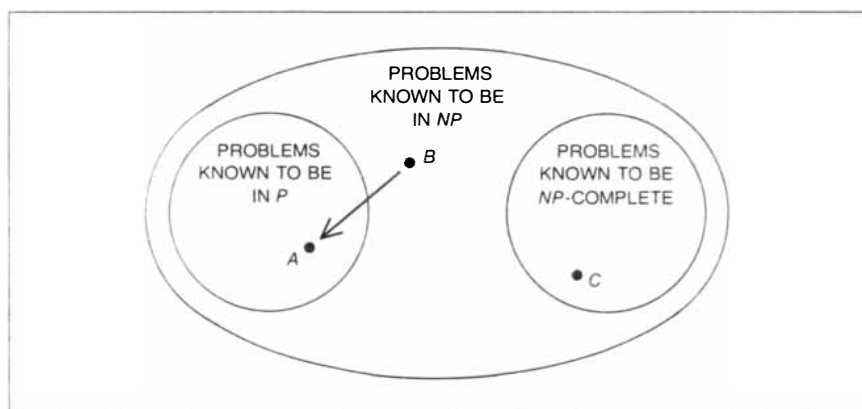 PROBLEMS
KNOWN TO BE
IN NP
PROBLEMS
KNOWN TO BE
IN P
B
A
PROBLEMS
KNOWN TO BE
NP-COMPLETE
C